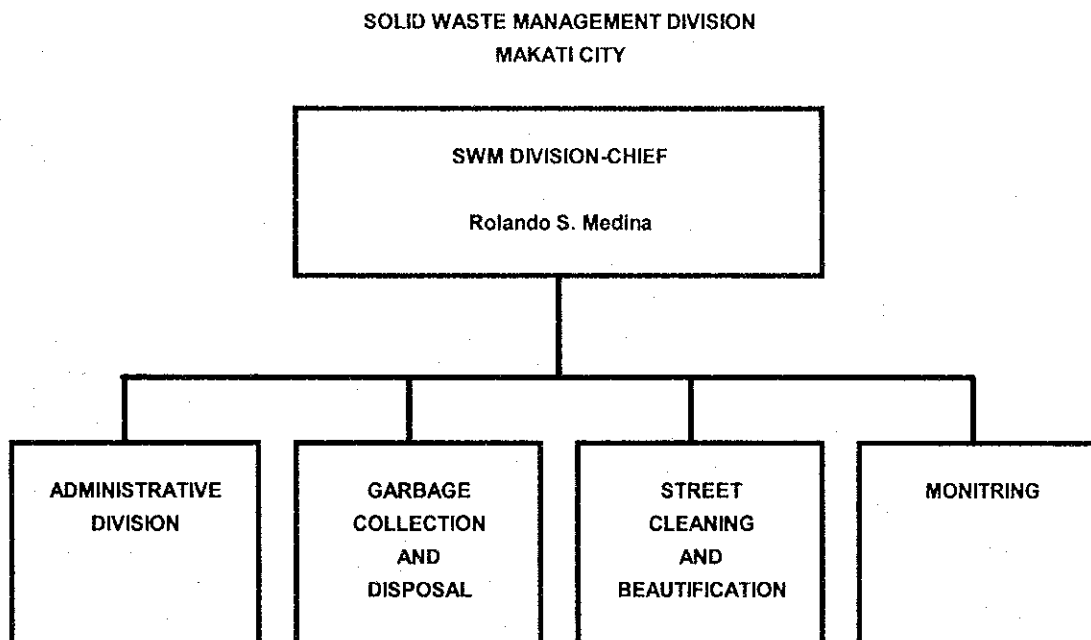 SOLID WASTE MANAGEMENT DIVISION
MAKATI CITY
SWM DIVISION-CHIEF
Rolando S. Medina
ADMINISTRATIVE
DIVISION
GARBAGE
COLLECTION
AND
DISPOSAL
STREET
CLEANING
AND
BEAUTIFICATION
MONITRING